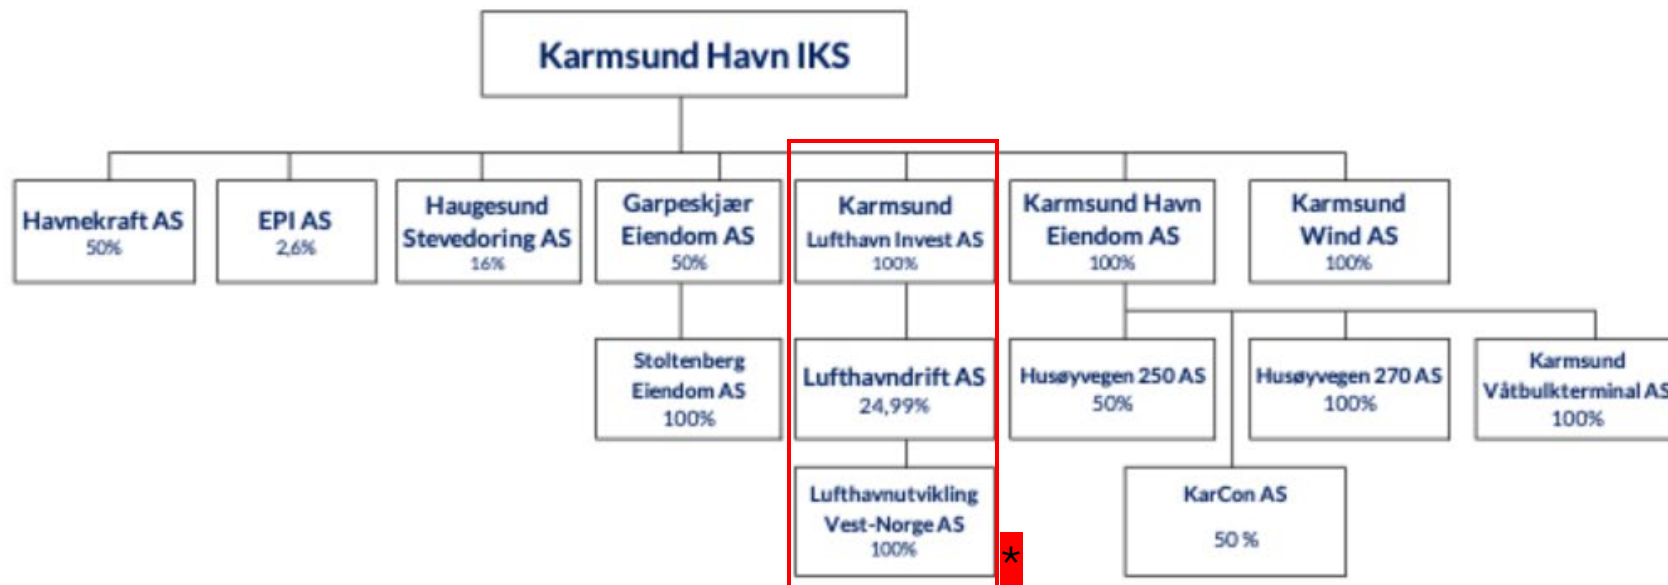 Karmsund Havn IKS
Havnekraft AS
50%
EPI AS
2,6%
Haugesund
Stevedoring AS
16%
Garpeskjær
Eiendom AS
50%
Karmsund
Lufthavn Invest AS
100%
Karmsund Havn
Eiendom AS
100%
Karmsund
Wind AS
100%
Stoltenberg
Eiendom AS
100%
Lufthavndrift AS
24,99%
Husøyvegen 250 AS
50%
Husøyvegen 270 AS
100%
Karmsund
Våtbulkterminal AS
100%
Lufthavnutvikling
Vest-Norge AS
100%
*
KarCon AS
50 %